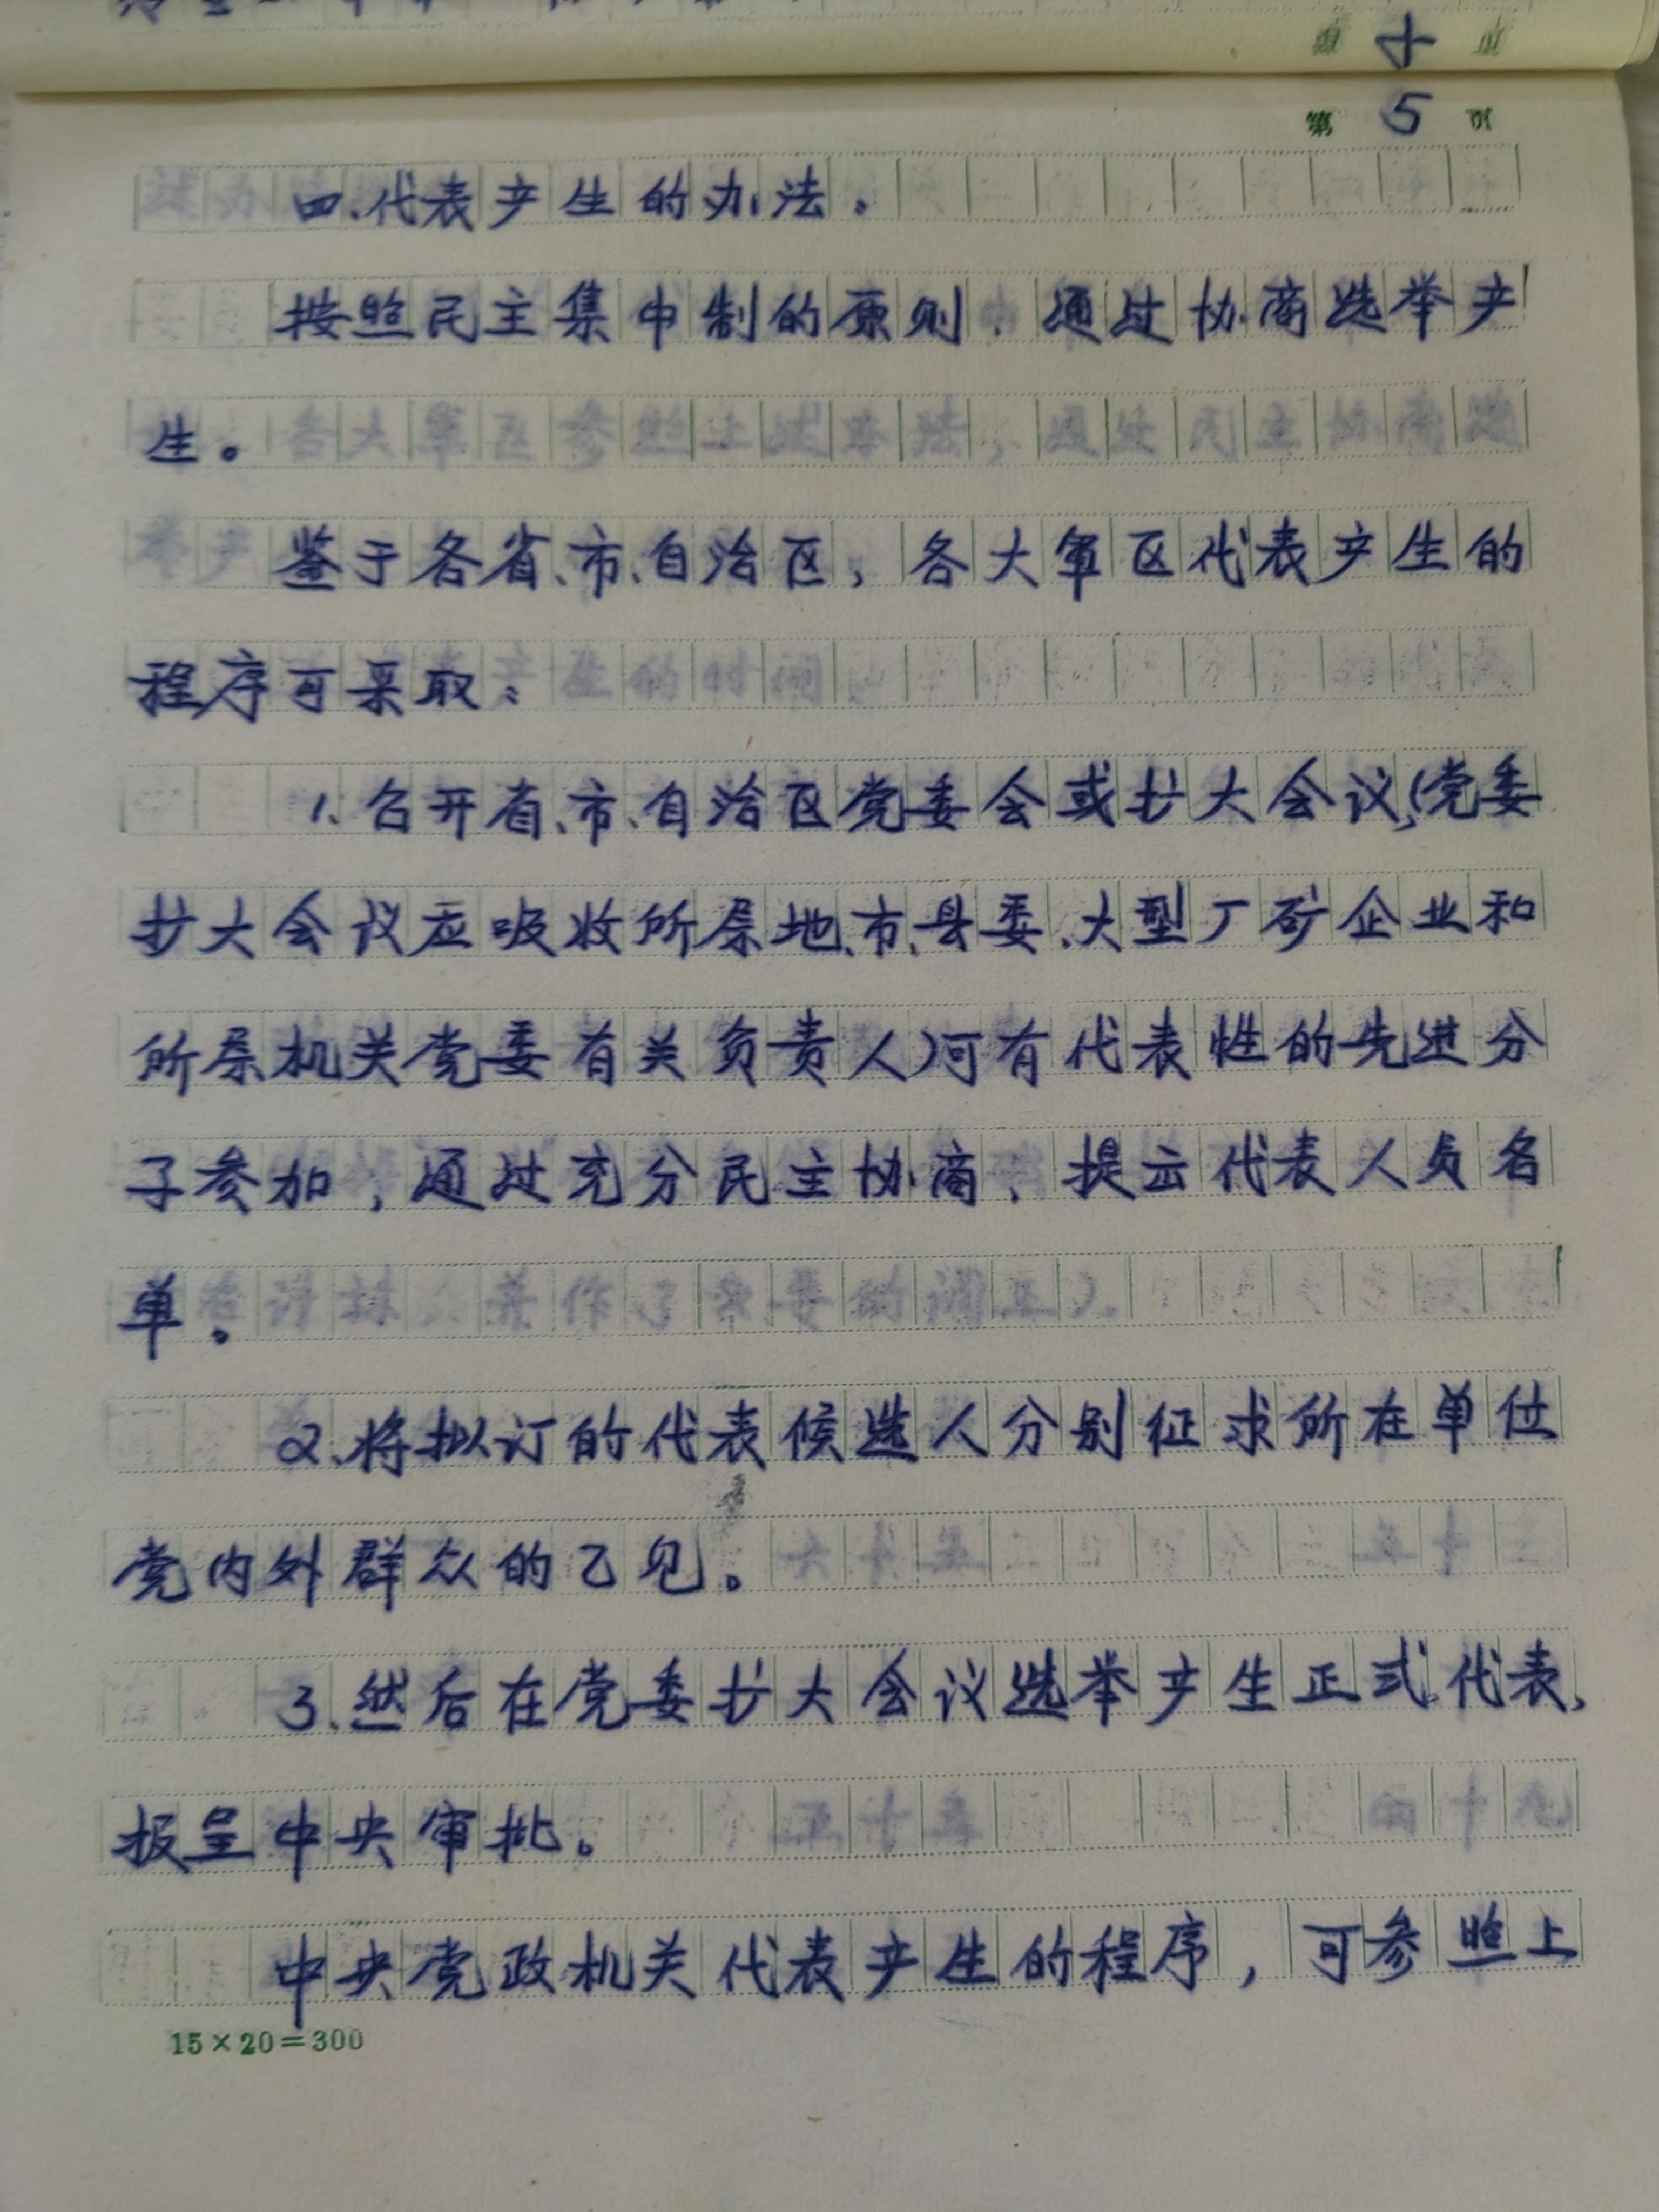 第 5 页
四、代表产生的办法。
按照民主集中制的原则，通过协商选举产
生。
鉴于各省、市、自治区，各大军区代表产生的
程序可采取：
1、召开省、市、自治区党委会或扩大会议，(党委
扩大会议应吸收所属地、市、县委、大型厂矿企业和
所属机关党委有关负责人)可有代表性的先进分
子参加，通过充分民主协商，提出代表人员名
单。
2、将拟订的代表候选人分别征求所在单位
党内外群众的乙见。
3、然后在党委扩大会议选举产生正式代表，
报呈中央审批。
中央党政机关代表产生的程序，可参照上
15×20=300